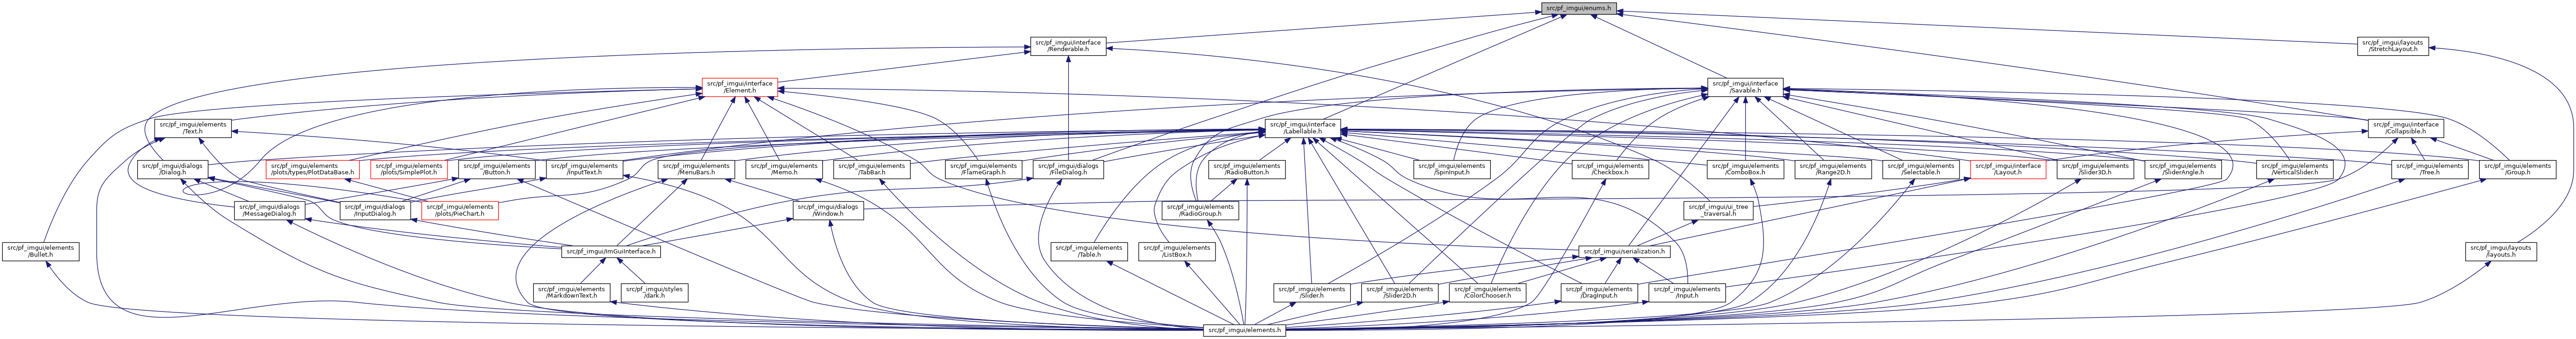 src/pf_imgui/enums.h
src/pf_imgui/interface
/Renderable.h
src/pf_imgui/layouts
/StretchLayout.h
src/pf_imgui/interface
/Element.h
src/pf_imgui/interface
/Savable.h
src/pf_imgui/elements
/Text.h
src/pf_imgui/interface
/Labellable.h
src/pf_imgui/interface
/Collapsible.h
src/pf_imgui/dialogs
/Dialog.h
src/pf_imgui/elements
/plots/types/PlotDataBase.h
src/pf_imgui/elements
/plots/SimplePlot.h
src/pf_imgui/elements
/Button.h
src/pf_imgui/elements
/InputText.h
src/pf_imgui/elements
/MenuBars.h
src/pf_imgui/elements
/Memo.h
src/pf_imgui/elements
/TabBar.h
src/pf_imgui/elements
/FlameGraph.h
src/pf_imgui/dialogs
/FileDialog.h
src/pf_imgui/elements
/RadioButton.h
src/pf_imgui/elements
/SpinInput.h
src/pf_imgui/elements
/Checkbox.h
src/pf_imgui/elements
/ComboBox.h
src/pf_imgui/elements
/Range2D.h
src/pf_imgui/elements
/Selectable.h
src/pf_imgui/interface
/Layout.h
src/pf_imgui/elements
/Slider3D.h
src/pf_imgui/elements
/SliderAngle.h
src/pf_imgui/elements
/VerticalSlider.h
src/pf_imgui/elements
/Tree.h
src/pf_imgui/elements
/Group.h
src/pf_imgui/dialogs
/MessageDialog.h
src/pf_imgui/dialogs
/InputDialog.h
src/pf_imgui/elements
/plots/PieChart.h
src/pf_imgui/dialogs
/Window.h
src/pf_imgui/elements
/RadioGroup.h
src/pf_imgui/ui_tree
_traversal.h
src/pf_imgui/elements
/Bullet.h
src/pf_imgui/ImGuiInterface.h
src/pf_imgui/elements
/Table.h
src/pf_imgui/elements
/ListBox.h
src/pf_imgui/serialization.h
src/pf_imgui/layouts
/layouts.h
src/pf_imgui/elements
/MarkdownText.h
src/pf_imgui/styles
/dark.h
src/pf_imgui/elements
/Slider.h
src/pf_imgui/elements
/Slider2D.h
src/pf_imgui/elements
/ColorChooser.h
src/pf_imgui/elements
/DragInput.h
src/pf_imgui/elements
/Input.h
src/pf_imgui/elements.h